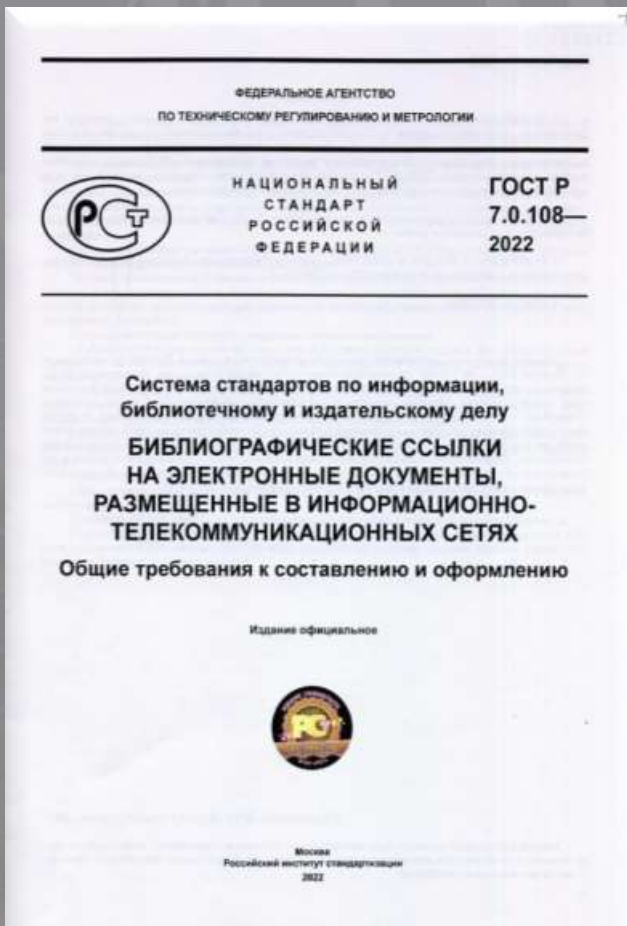 ФЕДЕРАЛЬНОЕ АГЕНТСТВО
ПО ТЕХНИЧЕСКОМУ РЕГУЛИРОВАНИЮ И МЕТРОЛОГИИ
РСТ
НАЦИОНАЛЬНЫЙ
СТАНДАРТ
РОССИЙСКОЙ
ФЕДЕРАЦИИ
ГОСТ Р
7.0.108—
2022
Система стандартов по информации,
библиотечному и издательскому делу
БИБЛИОГРАФИЧЕСКИЕ ССЫЛКИ
НА ЭЛЕКТРОННЫЕ ДОКУМЕНТЫ,
РАЗМЕЩЕННЫЕ В ИНФОРМАЦИОННО-
ТЕЛЕКОММУНИКАЦИОННЫХ СЕТЯХ
Общие требования к составлению и оформлению
Издание официальное
РСТ
Москва
Российский институт стандартизации
2022